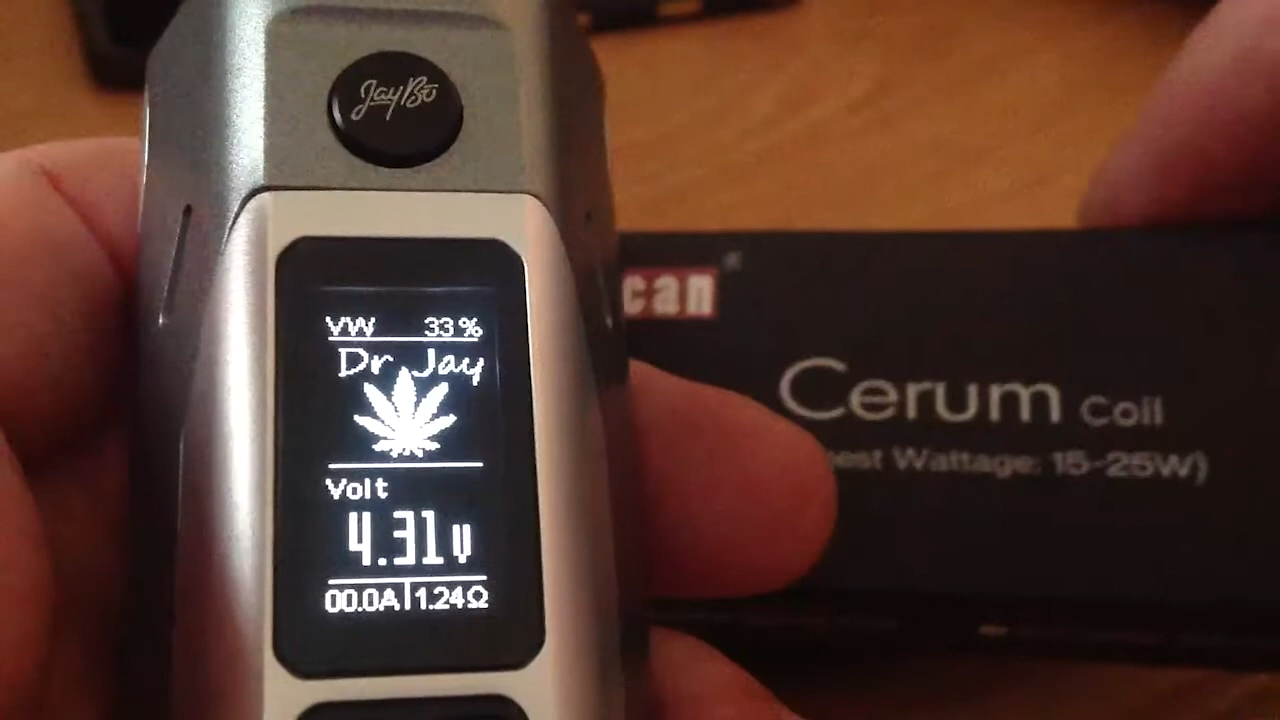 JayBo
VW 33%
Dr. Jay
Volt
4.31v
00.0A 1.24Ω
can®
Cerum Coil
est Wattage: 15-25W)